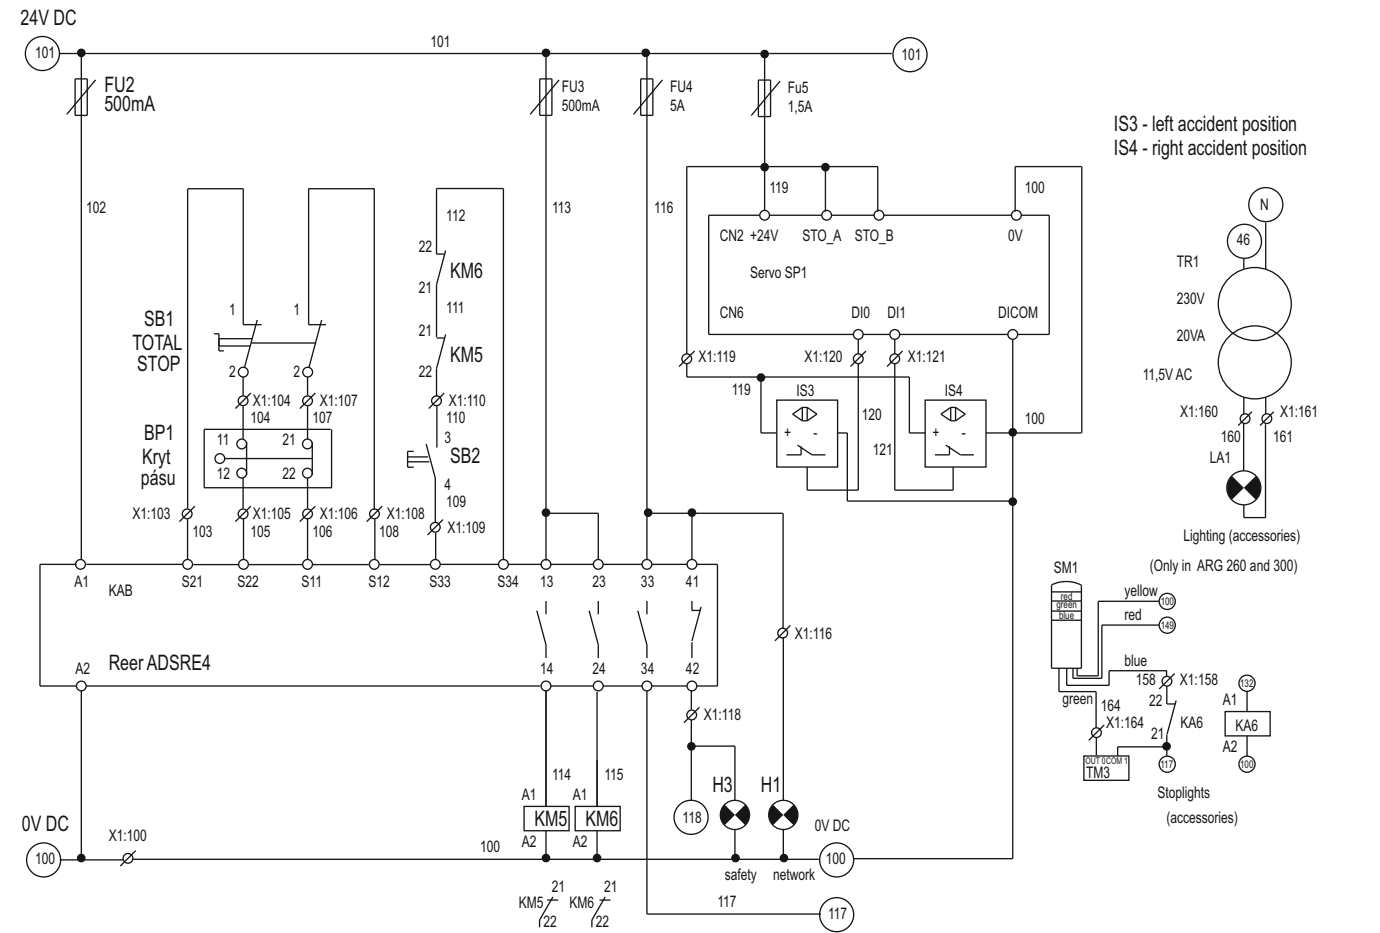 24V DC
101
101
101
FU2
500mA
FU3
500mA
FU4
5A
Fu5
1,5A
IS3 - left accident position
IS4 - right accident position
102
112
113
116
119
100
CN2
+24V
STO_A
STO_B
0V
Servo SP1
CN6
DI0
DI1
DICOM
N
46
TR1
230V
20VA
11,5V AC
22
KM6
21
111
21
KM5
22
SB1
TOTAL
STOP
1
1
2
2
X1:104
104
X1:107
107
X1:110
110
X1:119
X1:120
X1:121
119
IS3
+ -
120
121
IS4
+ -
100
X1:160
X1:161
160
161
LA1
BP1
Kryt
pásu
11
21
12
22
3
SB2
4
109
X1:103
103
X1:105
105
X1:106
106
X1:108
108
X1:109
Lighting (accessories)
(Only in ARG 260 and 300)
A1
KAB
S21
S22
S11
S12
S33
S34
13
23
33
41
A2
Reer ADSRE4
14
24
34
42
X1:116
X1:118
SM1
red
green
blue
yellow
100
red
149
blue
158
X1:158
green
164
X1:164
22
KA6
21
OUT 0
COM 1
TM3
117
132
A1
KA6
A2
100
Stoplights
(accessories)
114
115
A1
KM5
A2
A1
KM6
A2
H3
H1
118
0V DC
100
X1:100
100
0V DC
100
safety
network
KM5
21
22
KM6
21
22
117
117